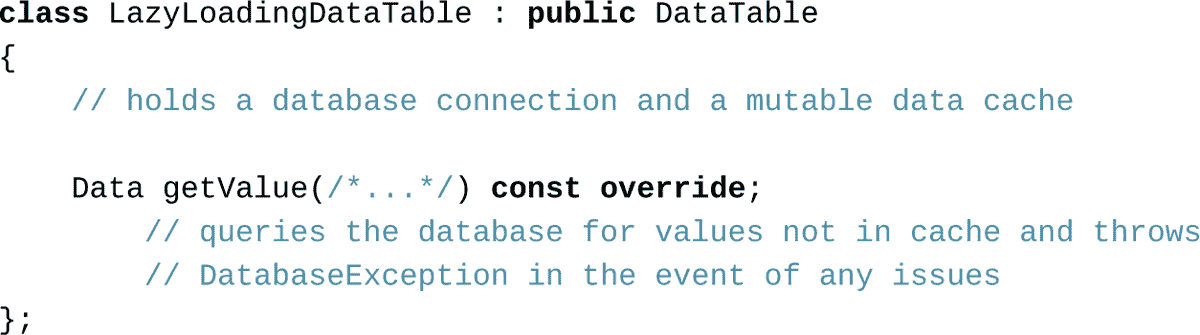 class LazyLoadingDataTable : public DataTable
{
    // holds a database connection and a mutable data cache

    Data getValue(/*...*/) const override;
        // queries the database for values not in cache and throws
        // DatabaseException in the event of any issues
};